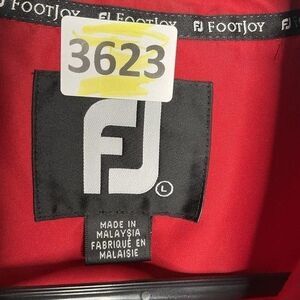 FJ FOOTJOY FJ FOOTJOY FJ FOOTJOY
3623
FJ
L
MADE IN
MALAYSIA
FABRIQUÉ EN
MALAISIE